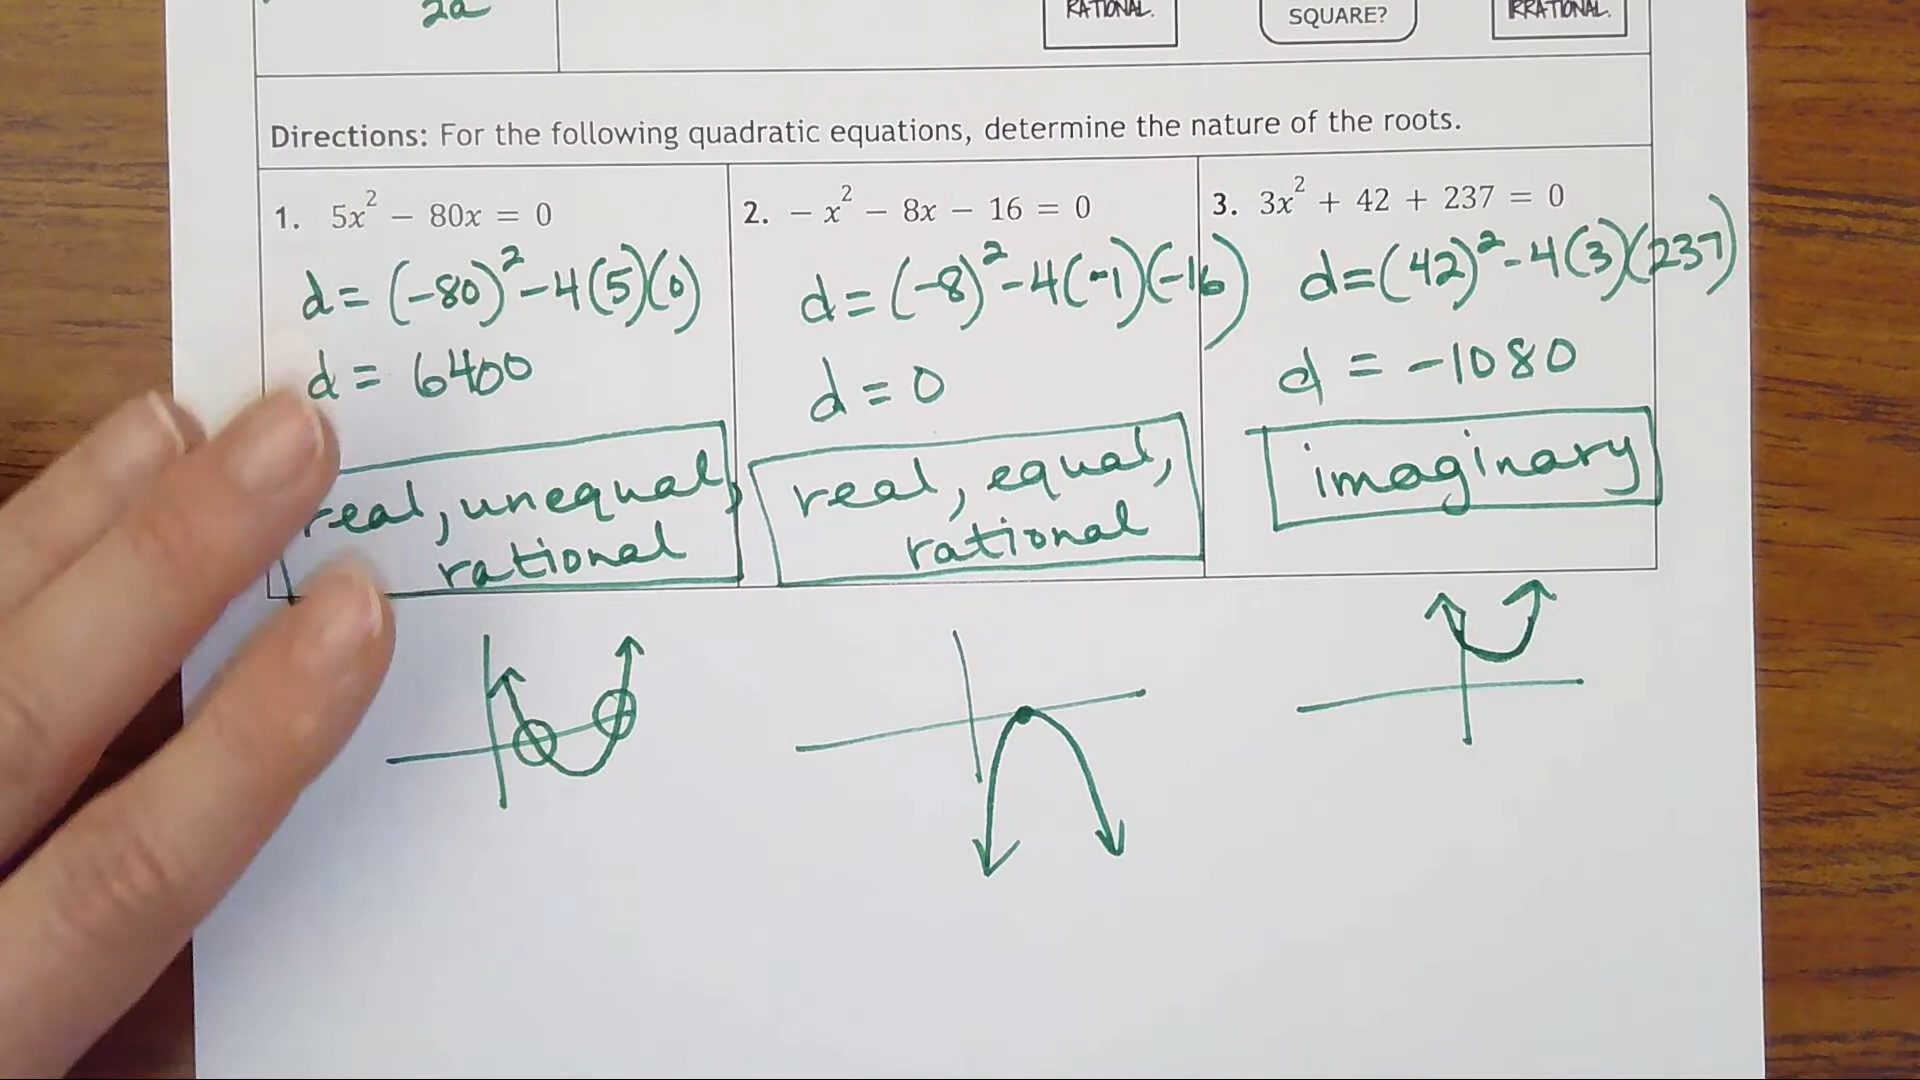 2a
RATIONAL.
SQUARE?
IRRATIONAL.
Directions: For the following quadratic equations, determine the nature of the roots.
1. 5x² − 80x = 0
d = (-80)² - 4(5)(0)
d = 6400
real, unequal,
rational
2. − x² − 8x − 16 = 0
d = (-8)² - 4(-1)(-16)
d = 0
real, equal,
rational
3. 3x² + 42 + 237 = 0
d = (42)² - 4(3)(237)
d = -1080
imaginary